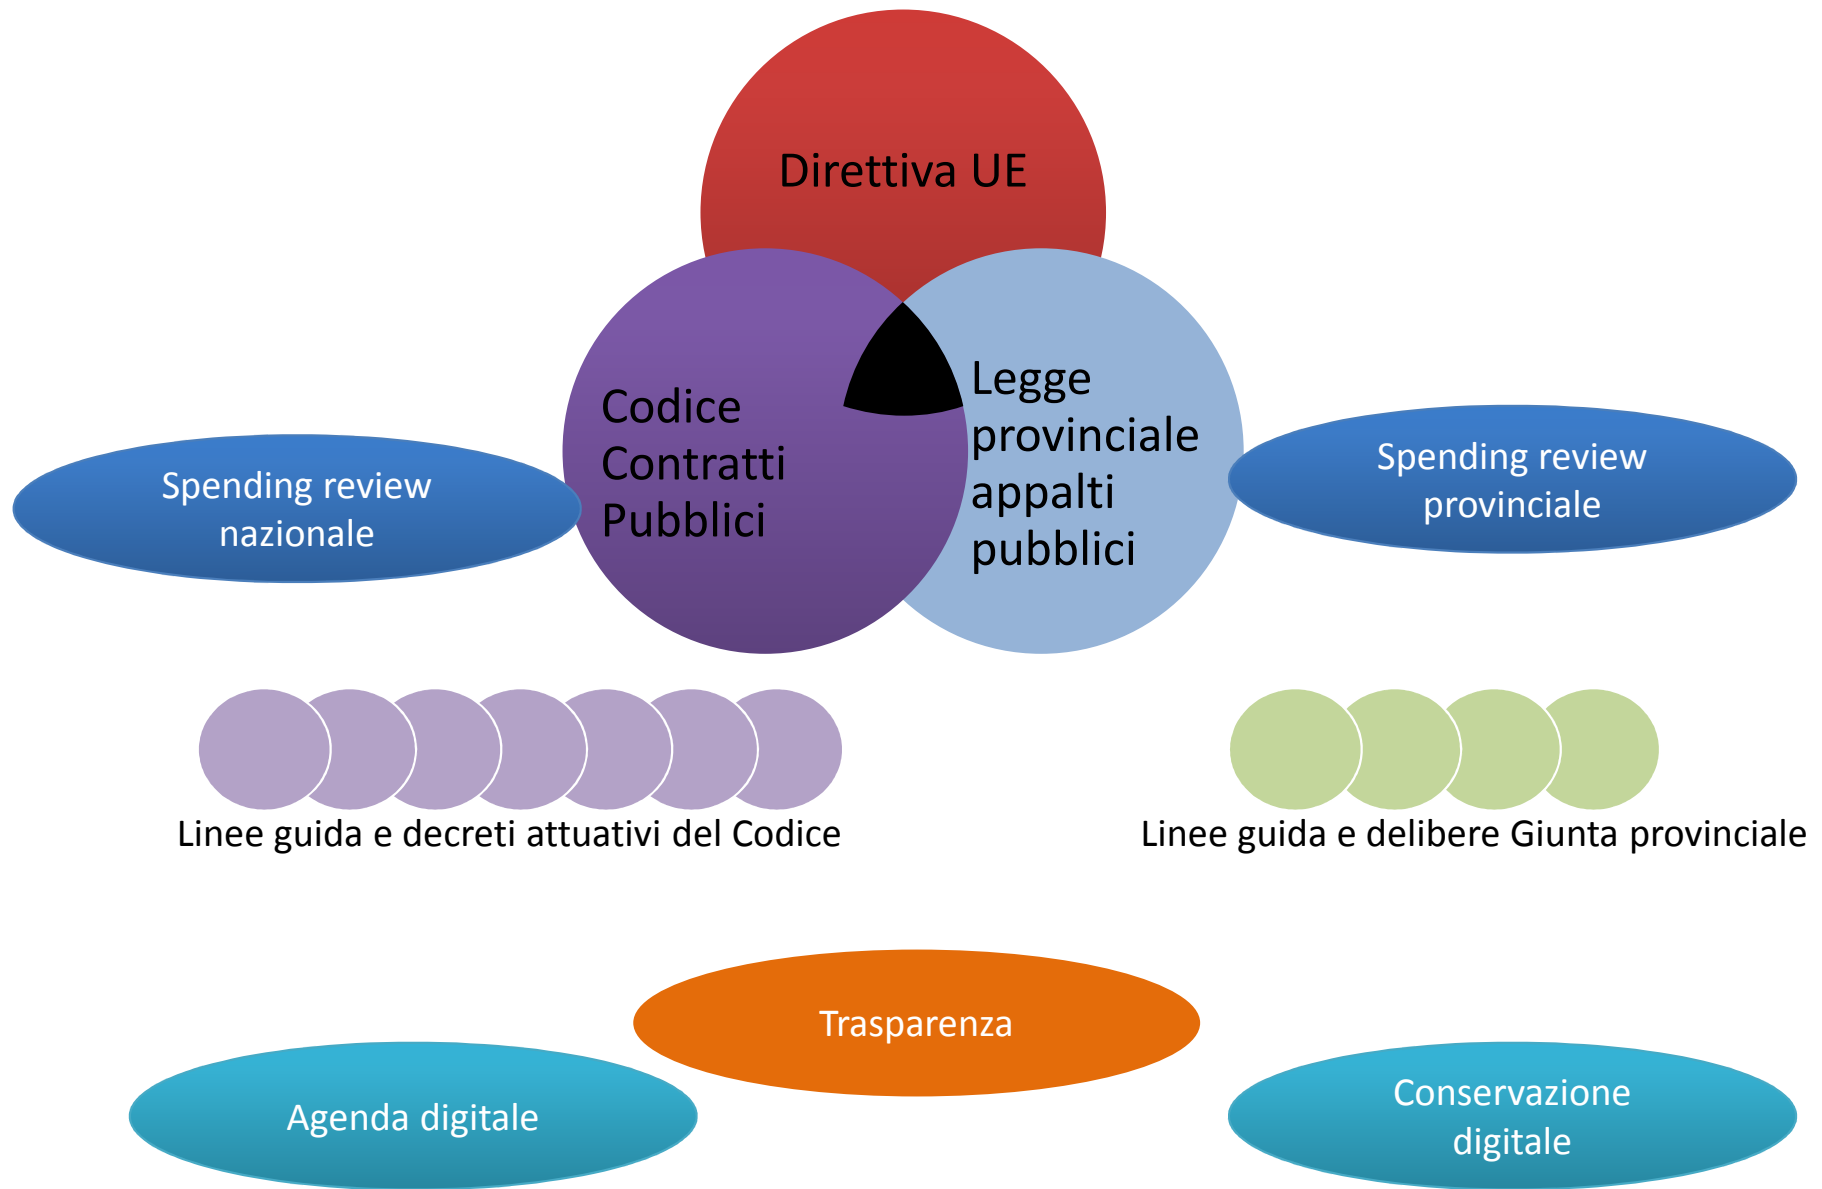 Direttiva UE
Codice
Contratti
Pubblici
Legge
provinciale
appalti
pubblici
Spending review
nazionale
Spending review
provinciale
Linee guida e decreti attuativi del Codice
Linee guida e delibere Giunta provinciale
Trasparenza
Agenda digitale
Conservazione
digitale